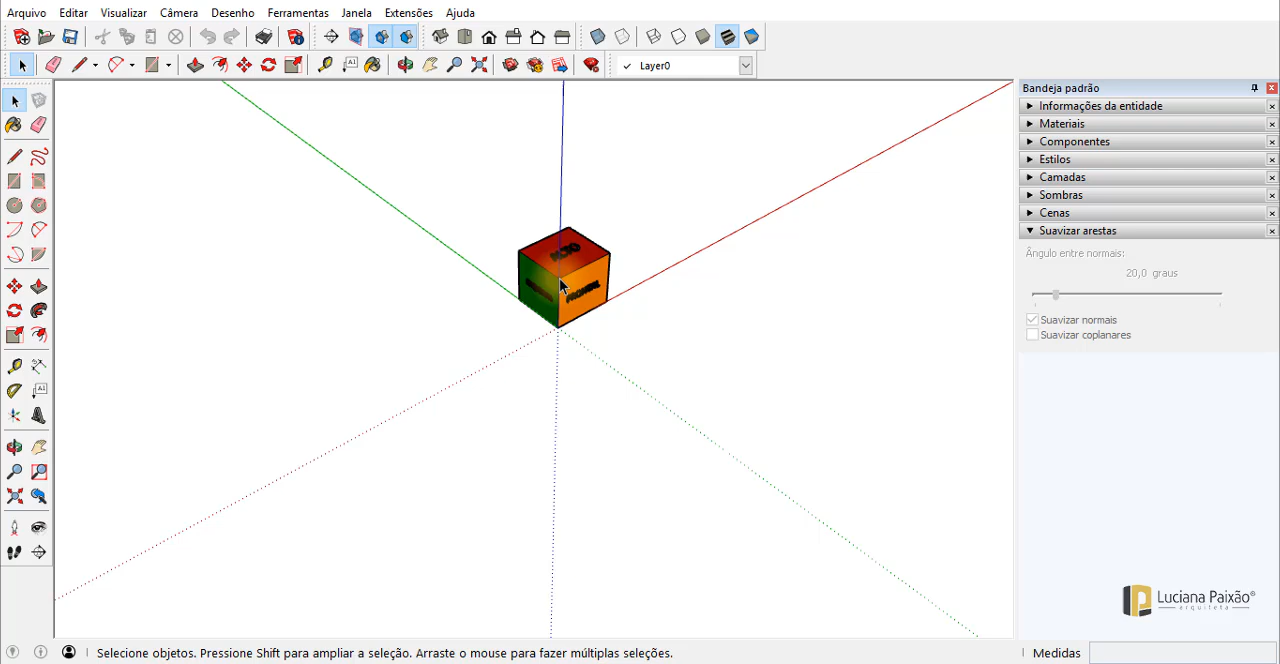 Arquivo Editar Visualizar Câmera Desenho Ferramentas Janela Extensões Ajuda
Layer0
Bandeja padrão
Informações da entidade
Materiais
Componentes
Estilos
Camadas
Sombras
Cenas
Suavizar arestas
Ângulo entre normais:
20,0 graus
Suavizar normais
Suavizar coplanares
FRONTAL
Luciana Paixão®
arquiteta
Selecione objetos. Pressione Shift para ampliar a seleção. Arraste o mouse para fazer múltiplas seleções.
Medidas